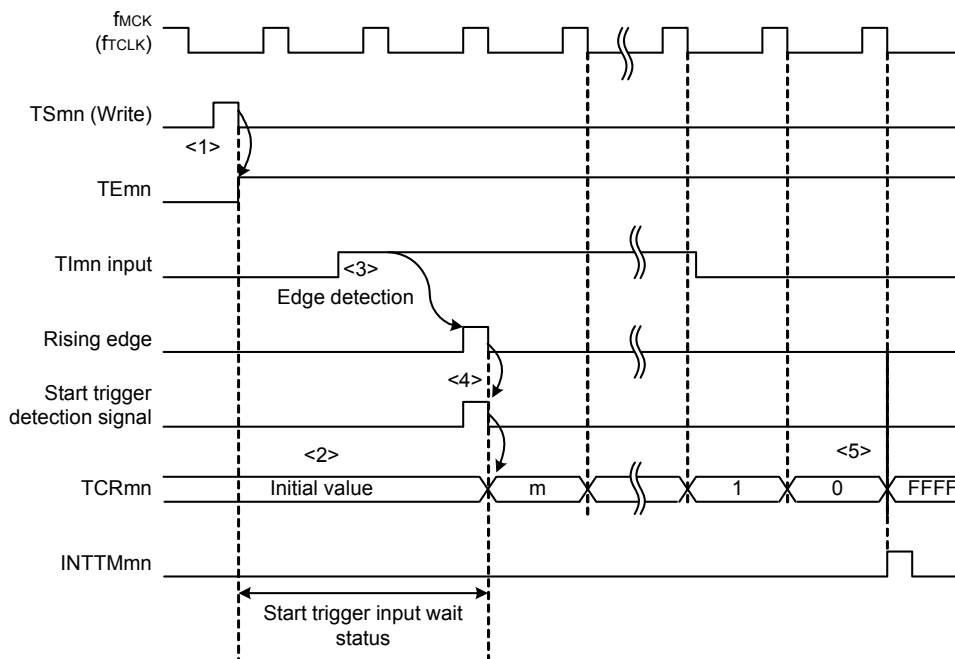 fMCK
(fTCLK)
TSmn (Write)
<1>
TEmn
TImn input
<3>
Edge detection
Rising edge
<4>
Start trigger
detection signal
<2>
<5>
TCRmn
Initial value
m
1
0
FFFF
INTTMmn
Start trigger input wait
status